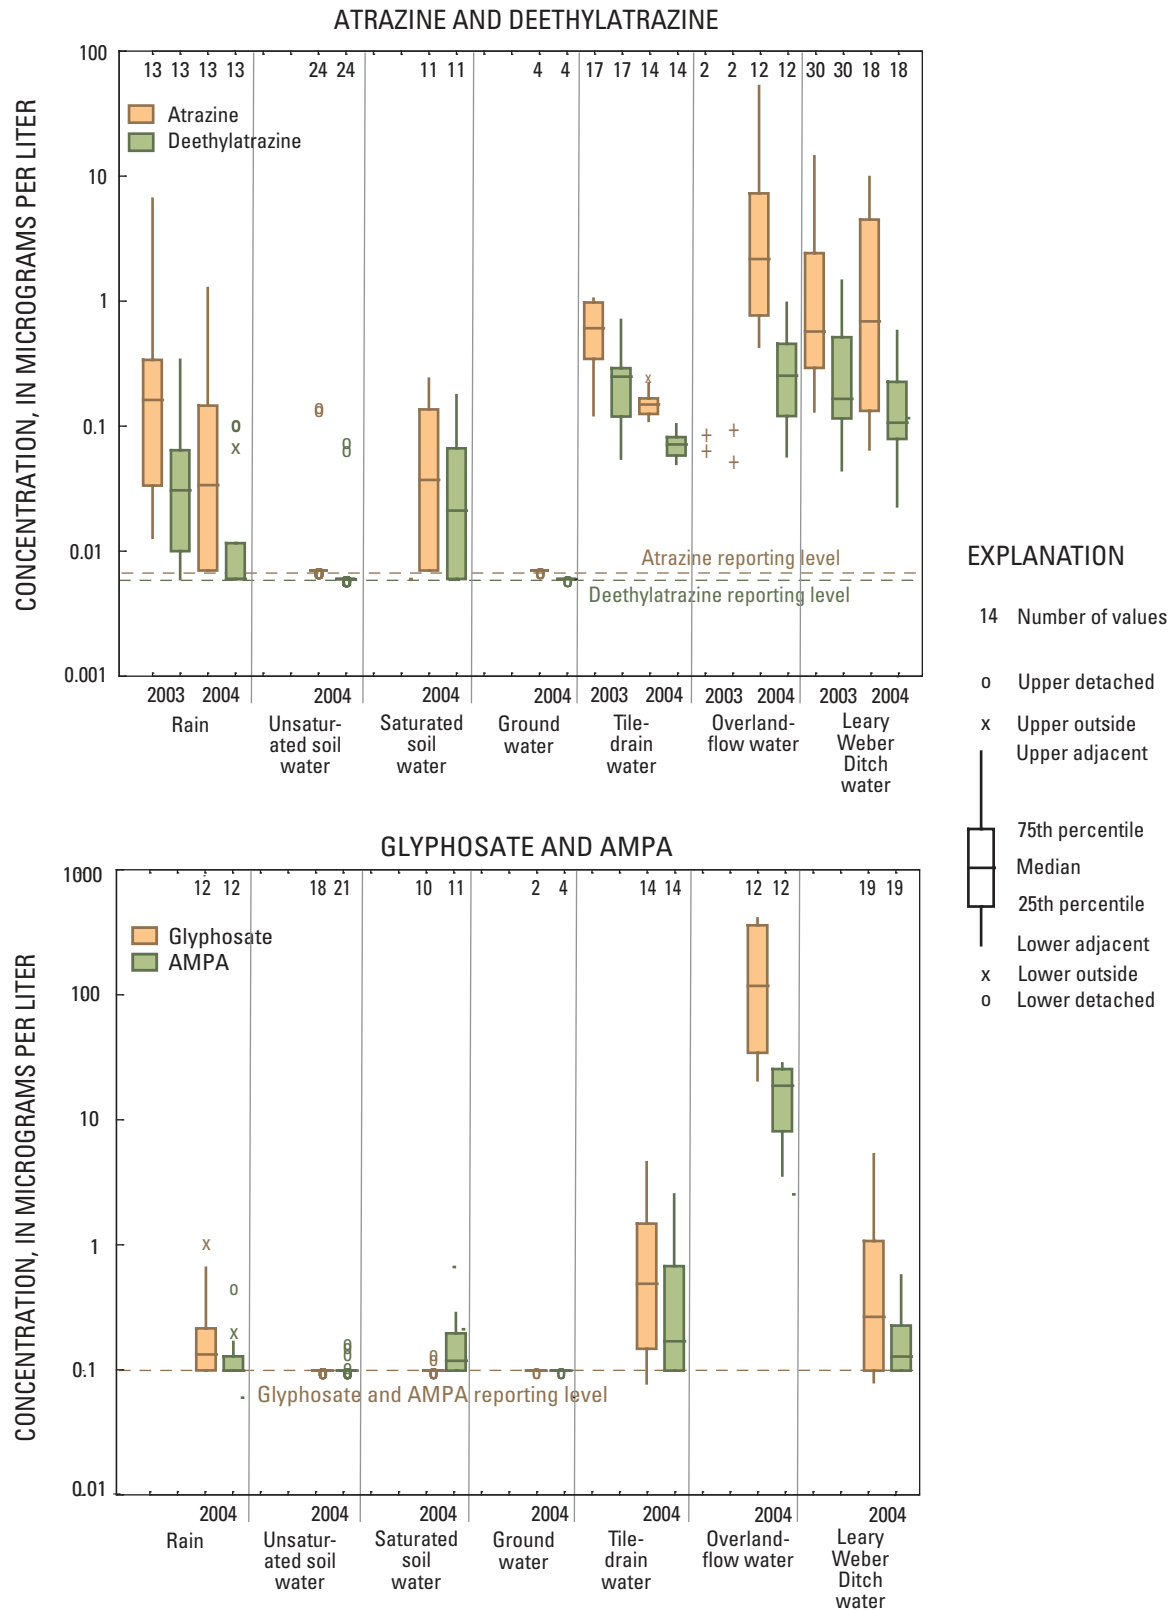 ATRAZINE AND DEETHYLATRAZINE
CONCENTRATION, IN MICROGRAMS PER LITER
100
10
1
0.1
0.01
0.001
13 13 13 13 24 24 11 11 4 4 17 17 14 14 2 2 12 12 30 30 18 18
Atrazine
Deethylatrazine
Atrazine reporting level
Deethylatrazine reporting level
2003 2004 2004 2004 2004 2003 2004 2003 2004 2003 2004
Rain
Unsatur-
ated soil
water
Saturated
soil
water
Ground
water
Tile-
drain
water
Overland-
flow water
Leary
Weber
Ditch
water
EXPLANATION
14 Number of values
o Upper detached
x Upper outside
Upper adjacent
75th percentile
Median
25th percentile
Lower adjacent
x Lower outside
o Lower detached
GLYPHOSATE AND AMPA
CONCENTRATION, IN MICROGRAMS PER LITER
1000
100
10
1
0.1
0.01
12 12 18 21 10 11 2 4 14 14 12 12 19 19
Glyphosate
AMPA
Glyphosate and AMPA reporting level
2004 2004 2004 2004 2004 2004 2004
Rain
Unsatur-
ated soil
water
Saturated
soil
water
Ground
water
Tile-
drain
water
Overland-
flow water
Leary
Weber
Ditch
water